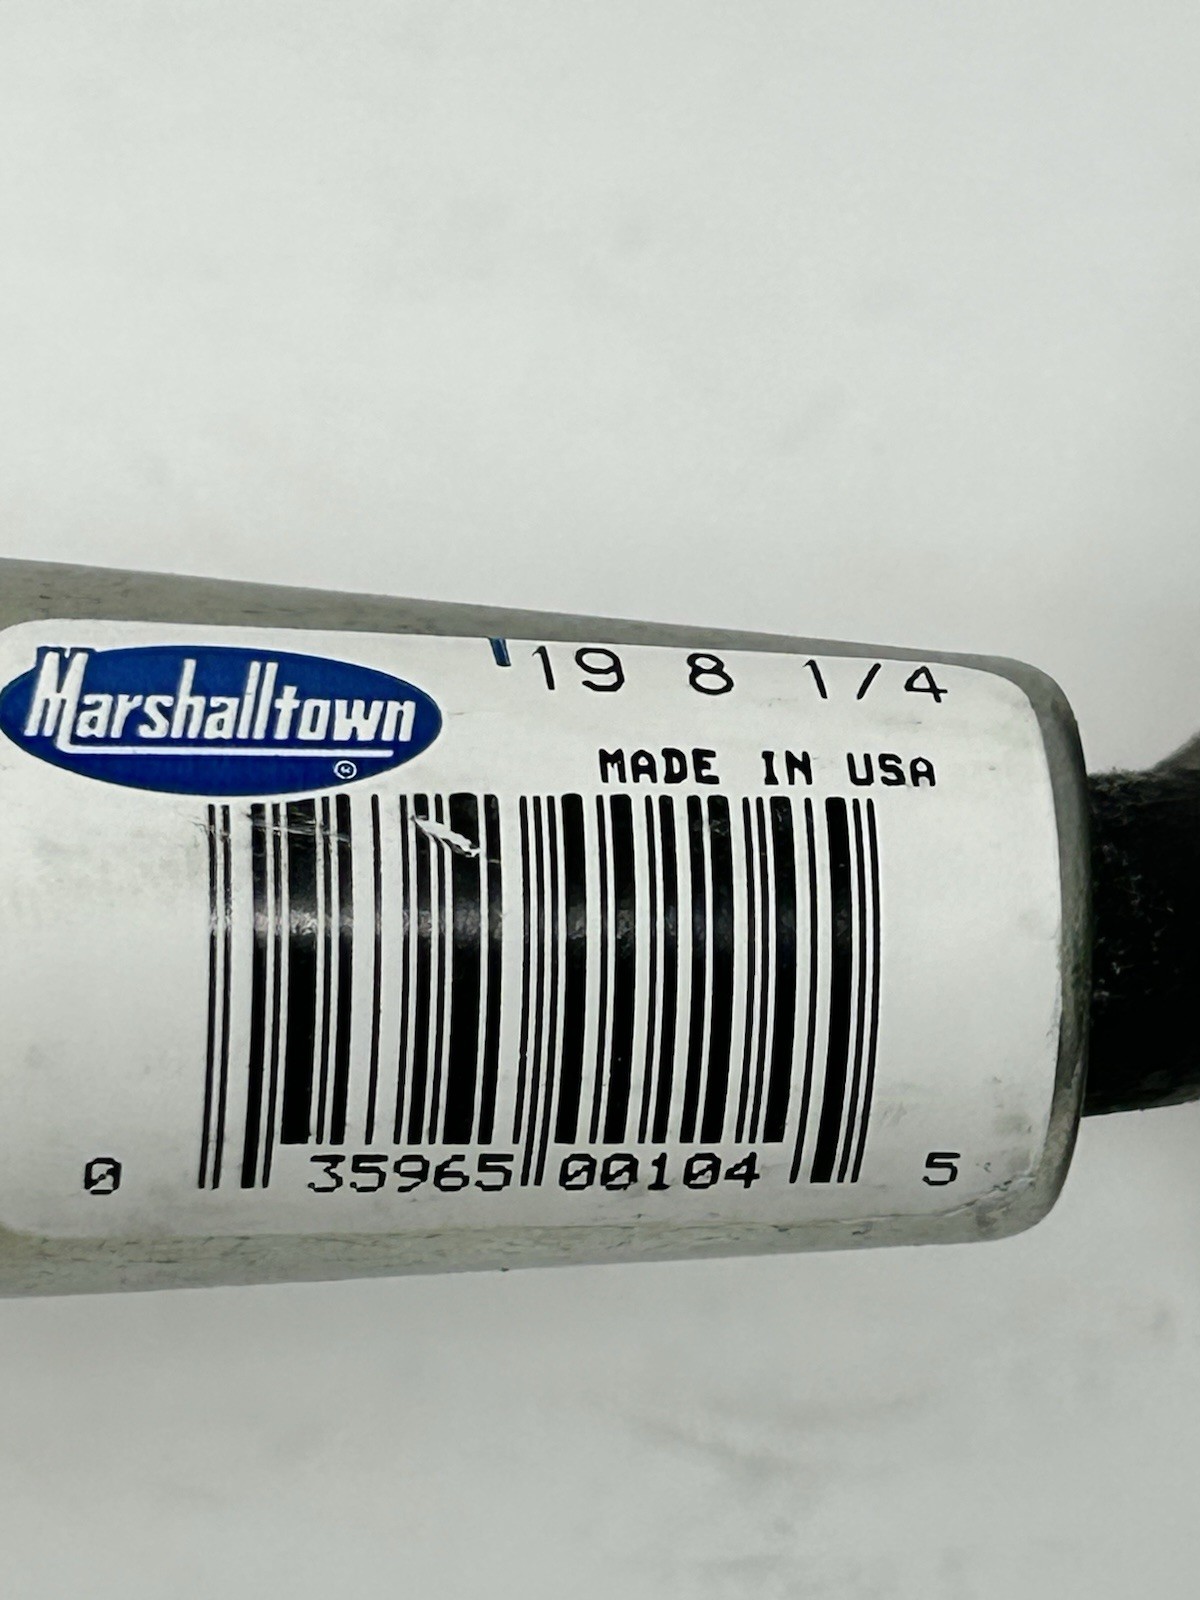 Marshalltown
19 8 1/4
MADE IN USA
0 35965 00104 5